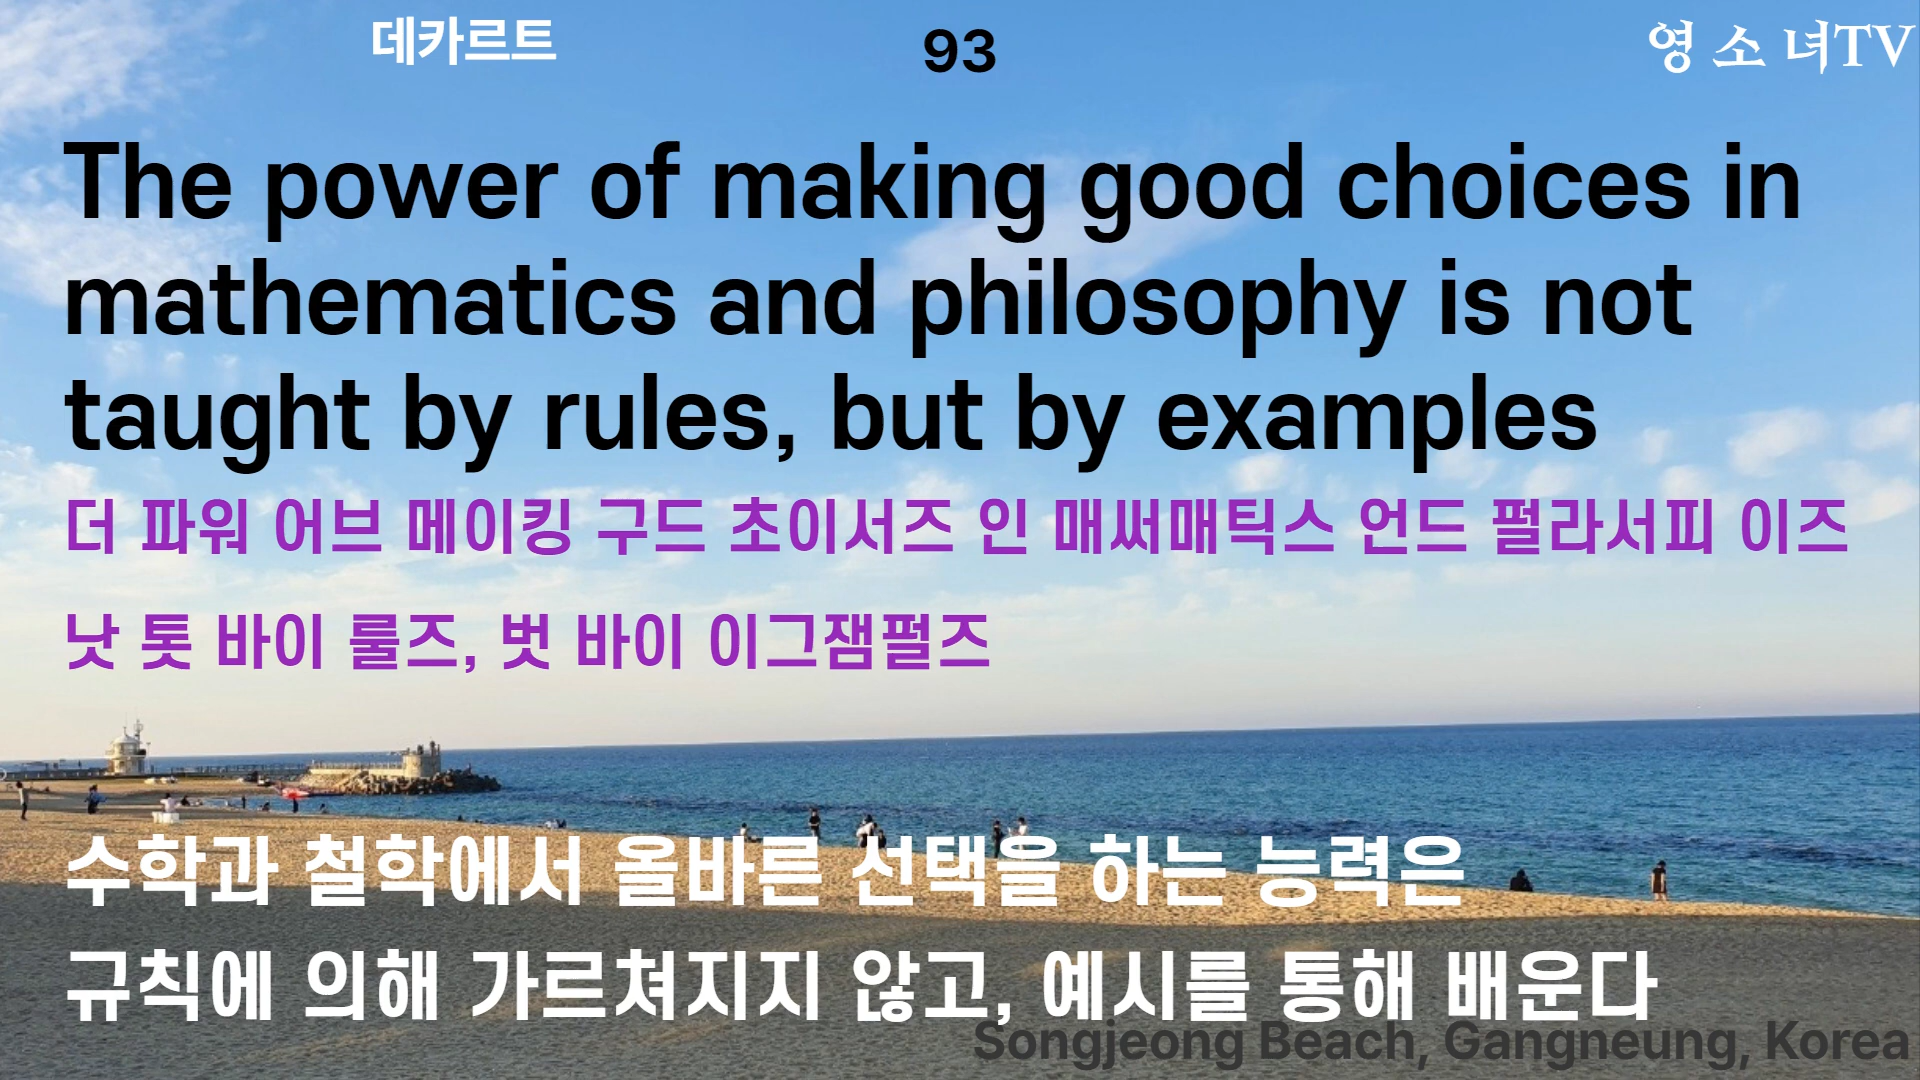 데카르트
93
영 소 녀TV
The power of making good choices in
mathematics and philosophy is not
taught by rules, but by examples
더 파워 어브 메이킹 구드 초이서즈 인 매써매틱스 언드 펄라서피 이즈
낫 톳 바이 룰즈, 벗 바이 이그잼펄즈
수학과 철학에서 올바른 선택을 하는 능력은
규칙에 의해 가르쳐지지 않고, 예시를 통해 배운다
Songjeong Beach, Gangneung, Korea